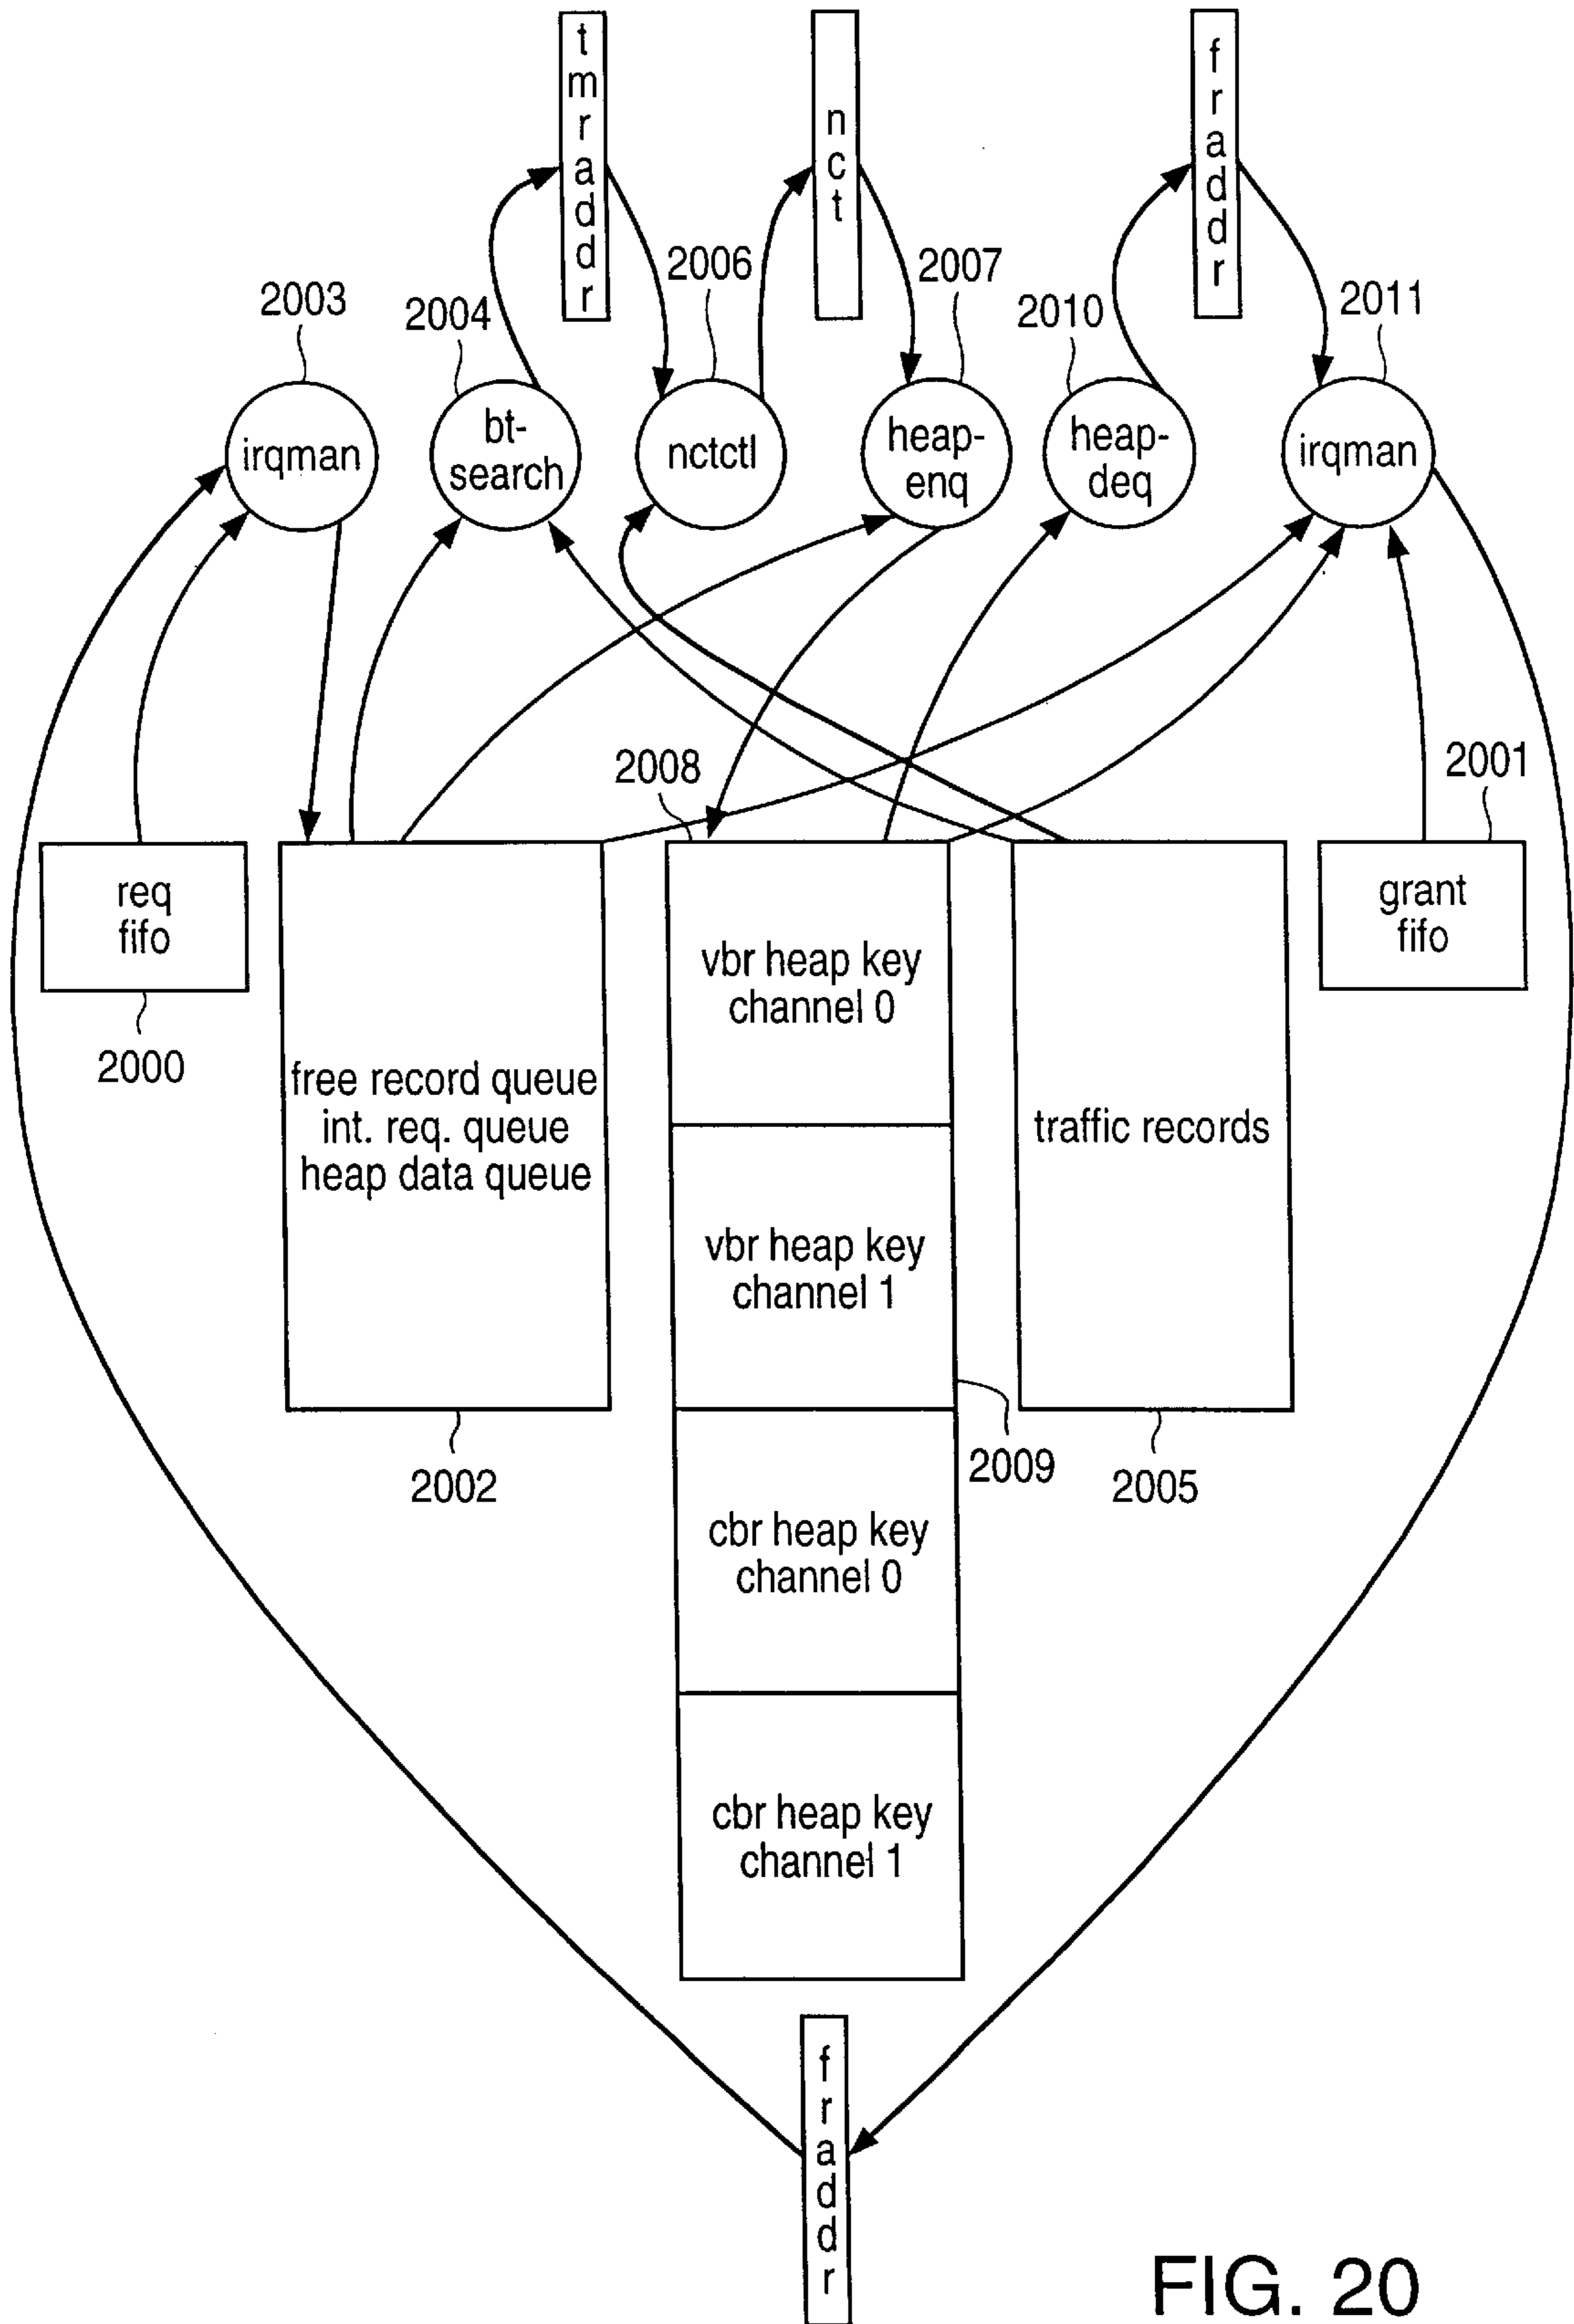 tmraddr
nct
fraddr
2003
2004
2006
2007
2010
2011
irqman
bt-
search
nctctl
heap-
enq
heap-
deq
irqman
2008
2001
req
fifo
2000
free record queue
int. req. queue
heap data queue
2002
vbr heap key
channel 0
vbr heap key
channel 1
2009
cbr heap key
channel 0
cbr heap key
channel 1
traffic records
2005
grant
fifo
fraddr
FIG. 20